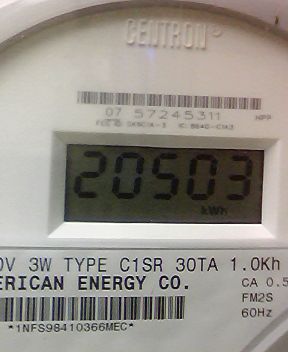 CENTRON®
07 57245311
HPP
20503
kWh
0V 3W TYPE C1SR 30TA 1.0Kh
ERICAN ENERGY CO.
CA 0.5
FM2S
60Hz
*1NFS98410366MEC*